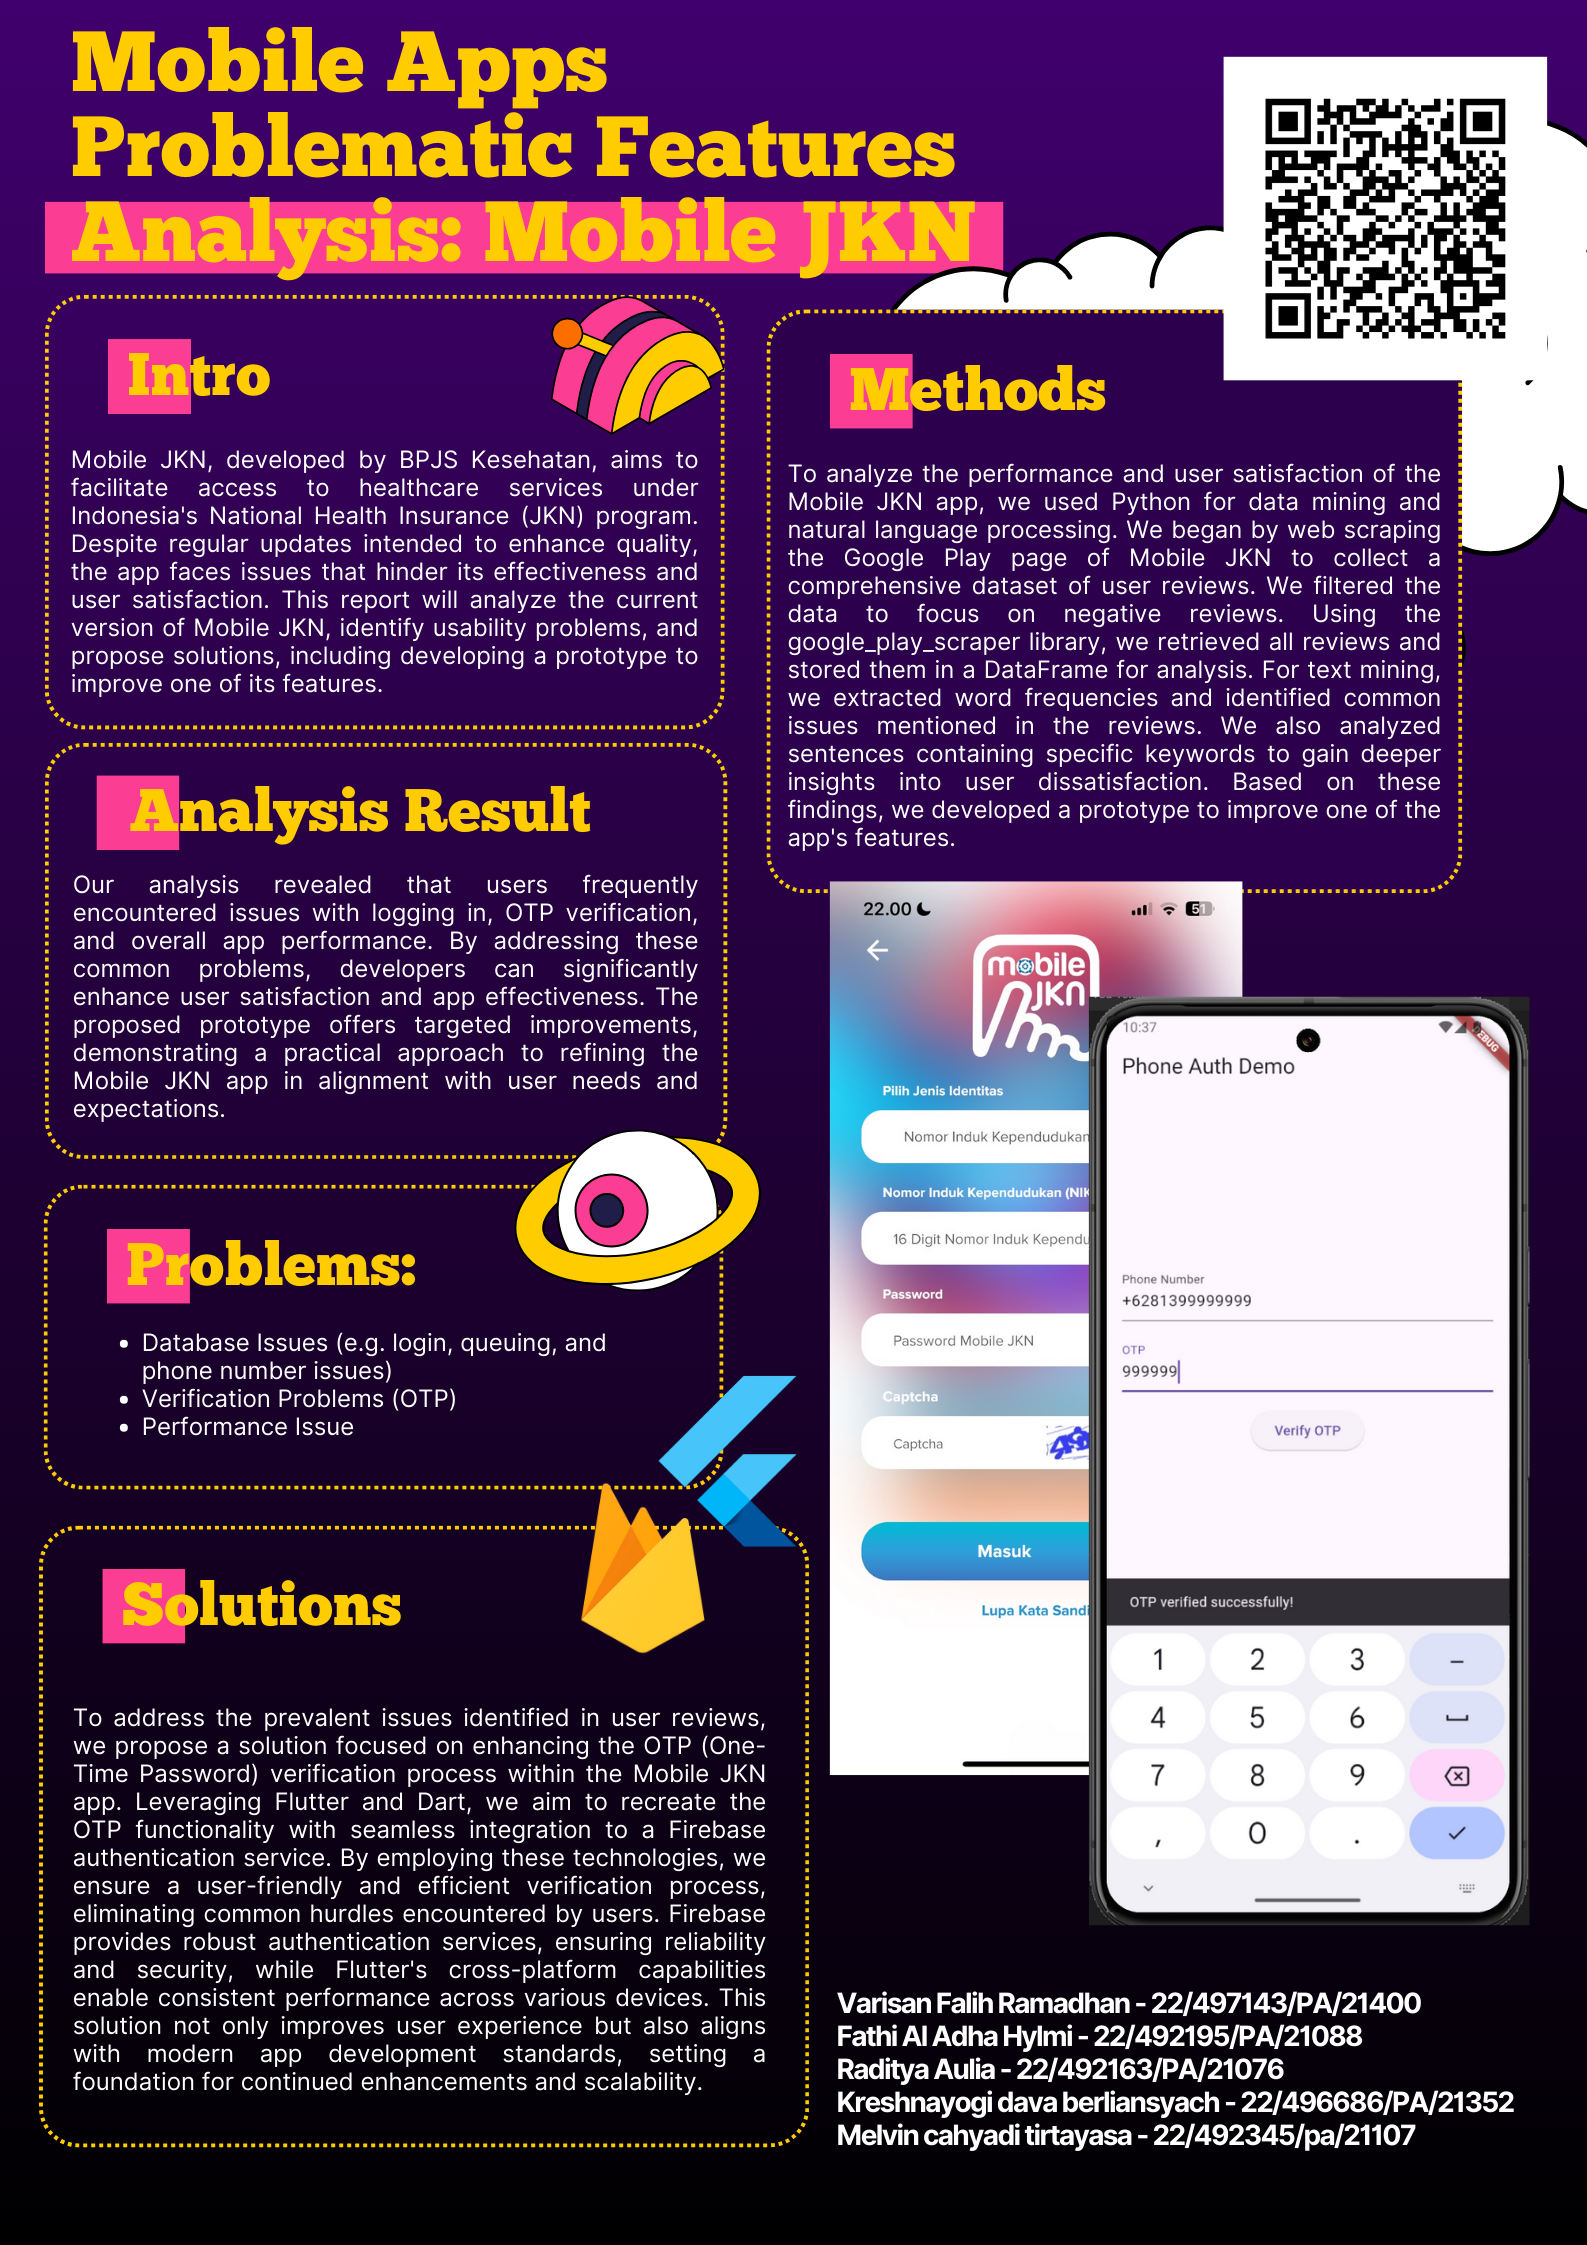 Mobile Apps
Problematic Features
Analysis: Mobile JKN
Intro
Mobile JKN, developed by BPJS Kesehatan, aims to
facilitate access to healthcare services under
Indonesia's National Health Insurance (JKN) program.
Despite regular updates intended to enhance quality,
the app faces issues that hinder its effectiveness and
user satisfaction. This report will analyze the current
version of Mobile JKN, identify usability problems, and
propose solutions, including developing a prototype to
improve one of its features.
Methods
To analyze the performance and user satisfaction of the
Mobile JKN app, we used Python for data mining and
natural language processing. We began by web scraping
the Google Play page of Mobile JKN to collect a
comprehensive dataset of user reviews. We filtered the
data to focus on negative reviews. Using the
google_play_scraper library, we retrieved all reviews and
stored them in a DataFrame for analysis. For text mining,
we extracted word frequencies and identified common
issues mentioned in the reviews. We also analyzed
sentences containing specific keywords to gain deeper
insights into user dissatisfaction. Based on these
findings, we developed a prototype to improve one of the
app's features.
Analysis Result
Our analysis revealed that users frequently
encountered issues with logging in, OTP verification,
and overall app performance. By addressing these
common problems, developers can significantly
enhance user satisfaction and app effectiveness. The
proposed prototype offers targeted improvements,
demonstrating a practical approach to refining the
Mobile JKN app in alignment with user needs and
expectations.
Problems:
• Database Issues (e.g. login, queuing, and
phone number issues)
• Verification Problems (OTP)
• Performance Issue
Solutions
To address the prevalent issues identified in user reviews,
we propose a solution focused on enhancing the OTP (One-
Time Password) verification process within the Mobile JKN
app. Leveraging Flutter and Dart, we aim to recreate the
OTP functionality with seamless integration to a Firebase
authentication service. By employing these technologies, we
ensure a user-friendly and efficient verification process,
eliminating common hurdles encountered by users. Firebase
provides robust authentication services, ensuring reliability
and security, while Flutter's cross-platform capabilities
enable consistent performance across various devices. This
solution not only improves user experience but also aligns
with modern app development standards, setting a
foundation for continued enhancements and scalability.
22.00
51
mobile
JKN
Pilih Jenis Identitas
Nomor Induk Kependudukan
Nomor Induk Kependudukan (NIK
16 Digit Nomor Induk Kependu
Password
Password Mobile JKN
Captcha
Captcha
Masuk
Lupa Kata Sandi
10:37
Phone Auth Demo
Phone Number
+6281399999999
OTP
999999
Verify OTP
OTP verified successfully!
1 2 3 –
4 5 6
7 8 9
, 0 .
Varisan Falih Ramadhan - 22/497143/PA/21400
Fathi Al Adha Hylmi - 22/492195/PA/21088
Raditya Aulia - 22/492163/PA/21076
Kreshnayogi dava berliansyach - 22/496686/PA/21352
Melvin cahyadi tirtayasa - 22/492345/pa/21107